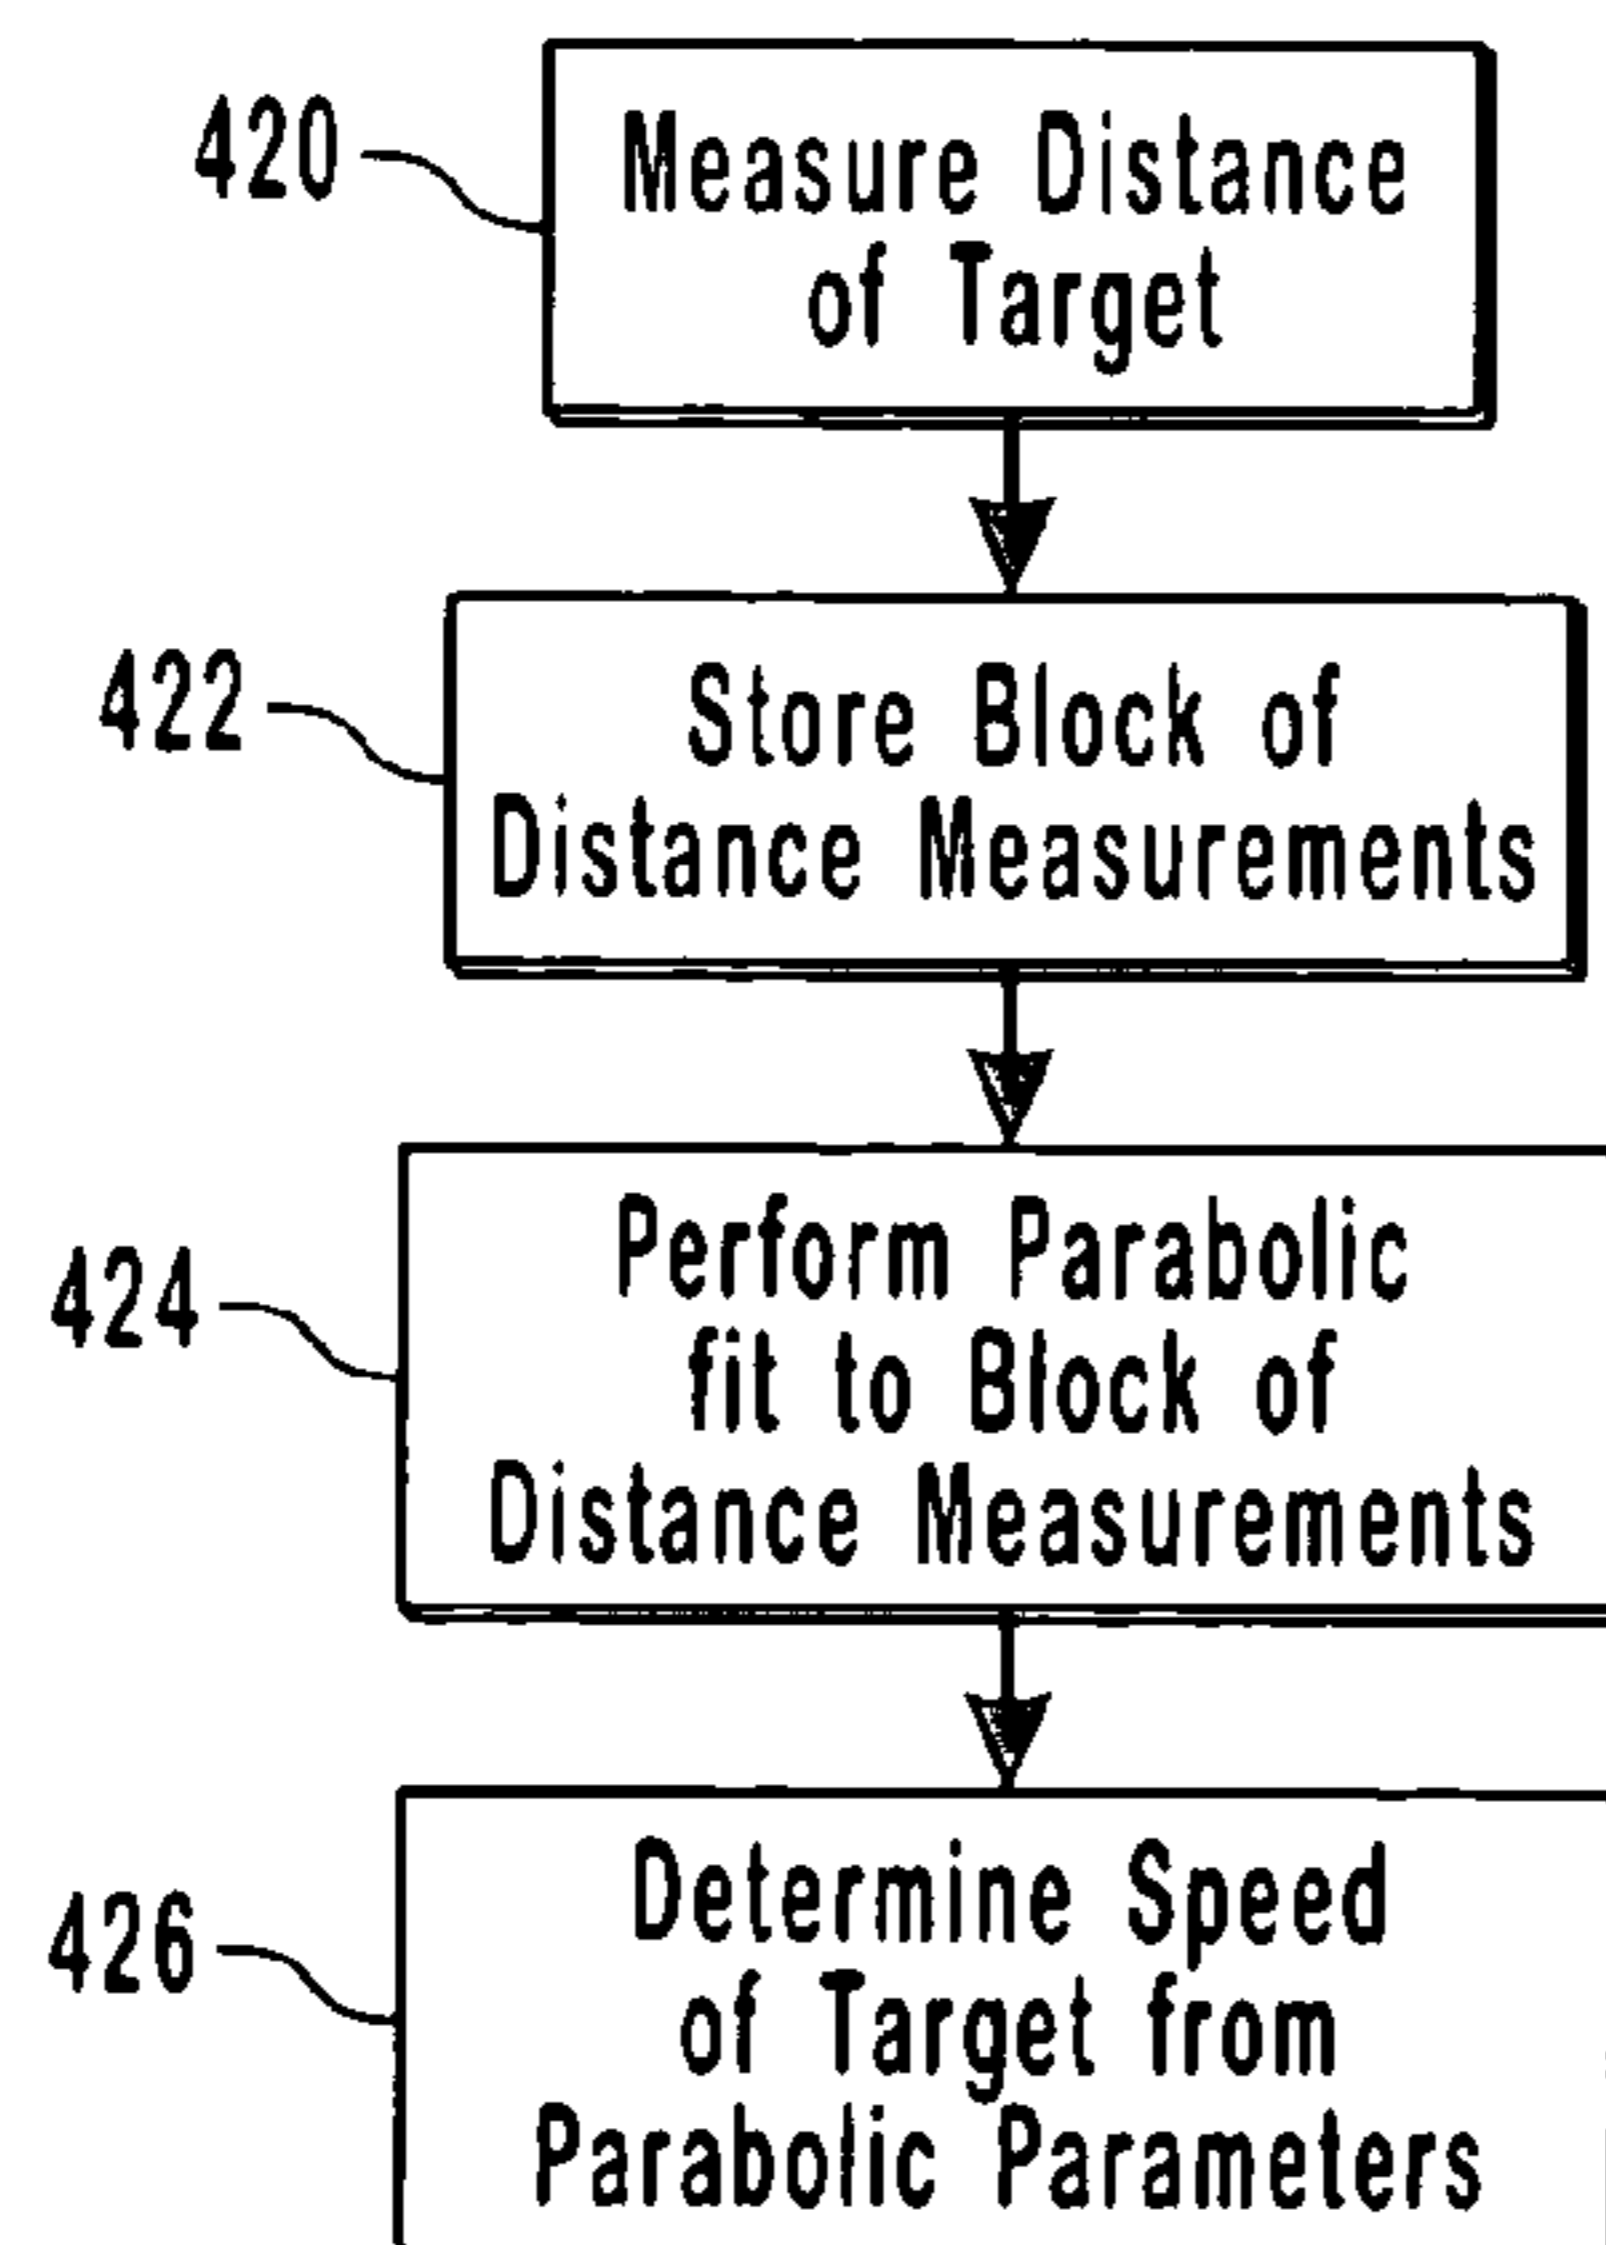 420
Measure Distance
of Target
422
Store Block of
Distance Measurements
424
Perform Parabolic
fit to Block of
Distance Measurements
426
Determine Speed
of Target from
Parabolic Parameters